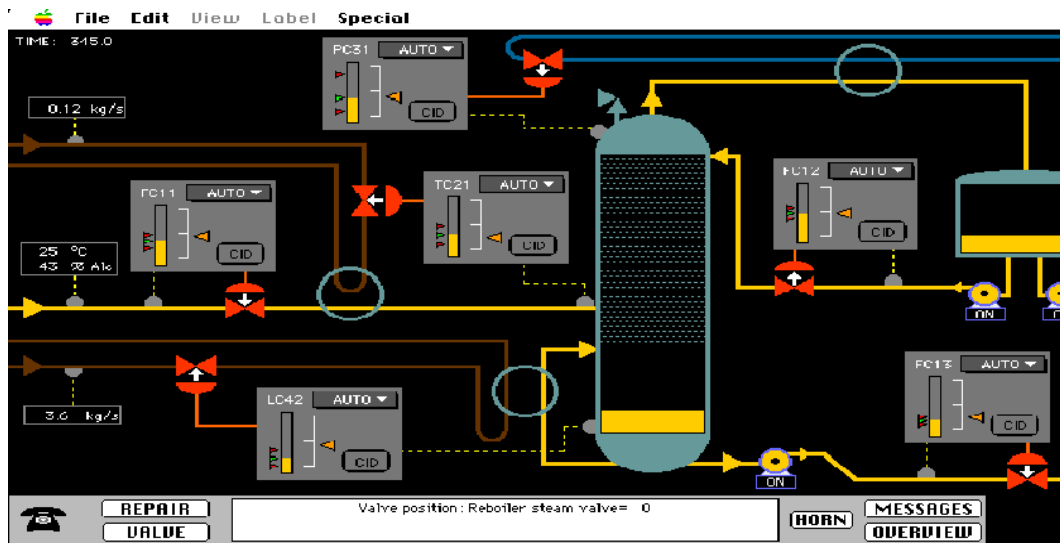 File Edit View Label Special
TIME: 345.0
PC31 AUTO
CID
0.12 kg/s
FC11 AUTO
CID
TC21 AUTO
CID
FC12 AUTO
CID
25 °C
43 % Alc
ON
3.6 kg/s
LC42 AUTO
CID
FC13 AUTO
CID
ON
REPAIR
VALVE
Valve position: Reboiler steam valve= 0
HORN
MESSAGES
OVERVIEW